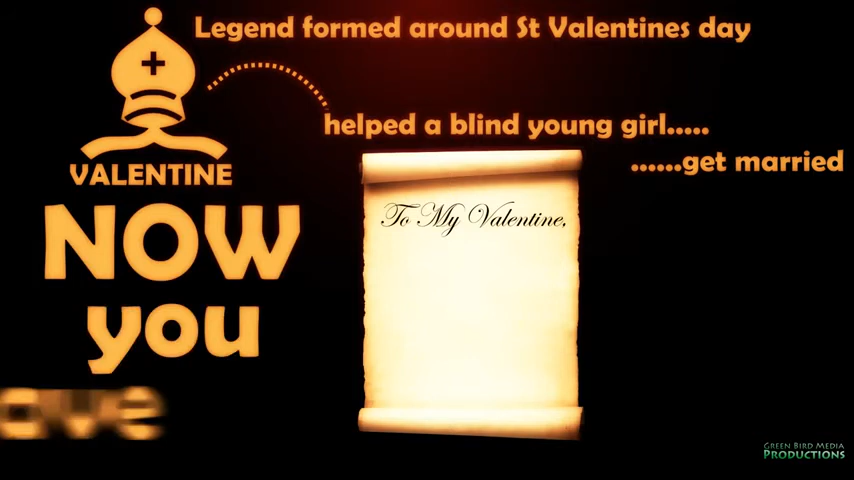 Legend formed around St Valentines day
helped a blind young girl.....
......get married
VALENTINE
NOW
you
To My Valentine,
GREEN BIRD MEDIA
PRODUCTIONS